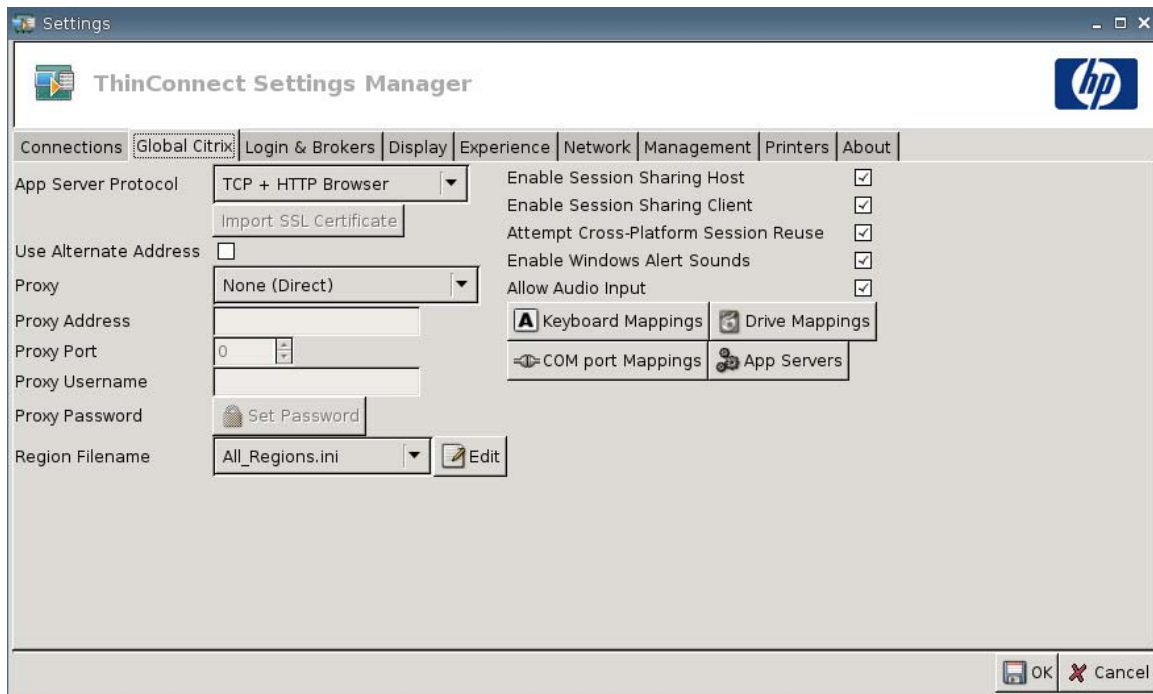 Settings
ThinConnect Settings Manager
hp
Connections Global Citrix Login & Brokers Display Experience Network Management Printers About
App Server Protocol TCP + HTTP Browser
Import SSL Certificate
Use Alternate Address
Proxy None (Direct)
Proxy Address
Proxy Port 0
Proxy Username
Proxy Password Set Password
Region Filename All_Regions.ini Edit
Enable Session Sharing Host
Enable Session Sharing Client
Attempt Cross-Platform Session Reuse
Enable Windows Alert Sounds
Allow Audio Input
A Keyboard Mappings Drive Mappings
COM port Mappings App Servers
OK Cancel